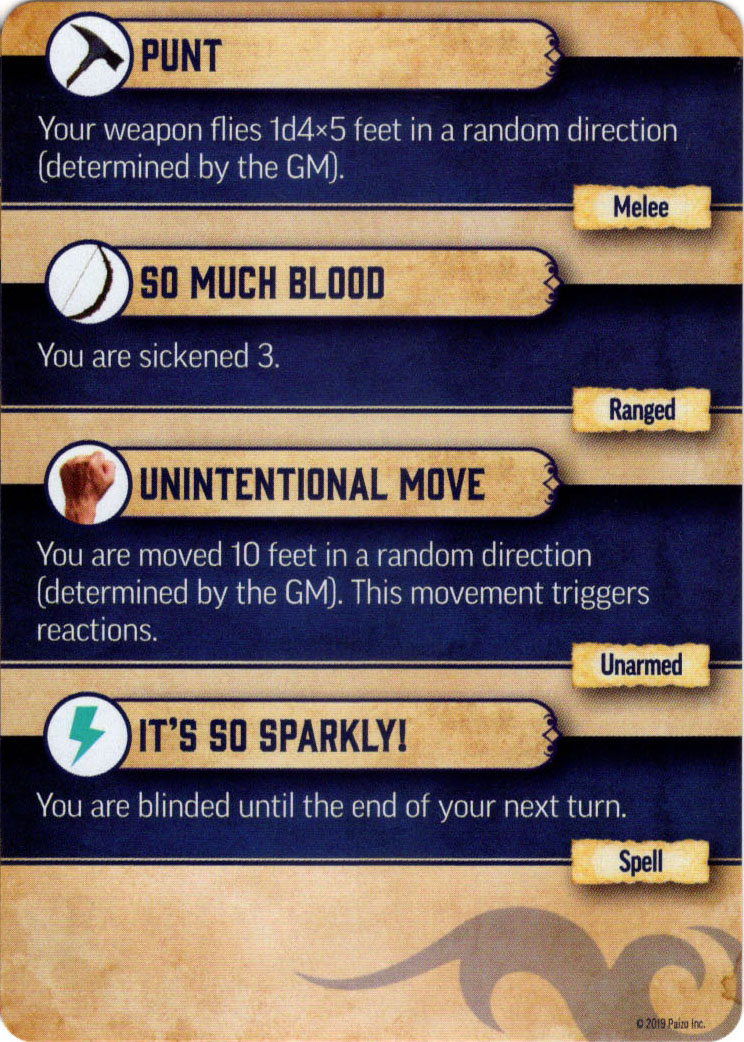 PUNT
Your weapon flies 1d4×5 feet in a random direction
(determined by the GM).
Melee
SO MUCH BLOOD
You are sickened 3.
Ranged
UNINTENTIONAL MOVE
You are moved 10 feet in a random direction
(determined by the GM). This movement triggers
reactions.
Unarmed
IT'S SO SPARKLY!
You are blinded until the end of your next turn.
Spell
© 2019 Paizo Inc.